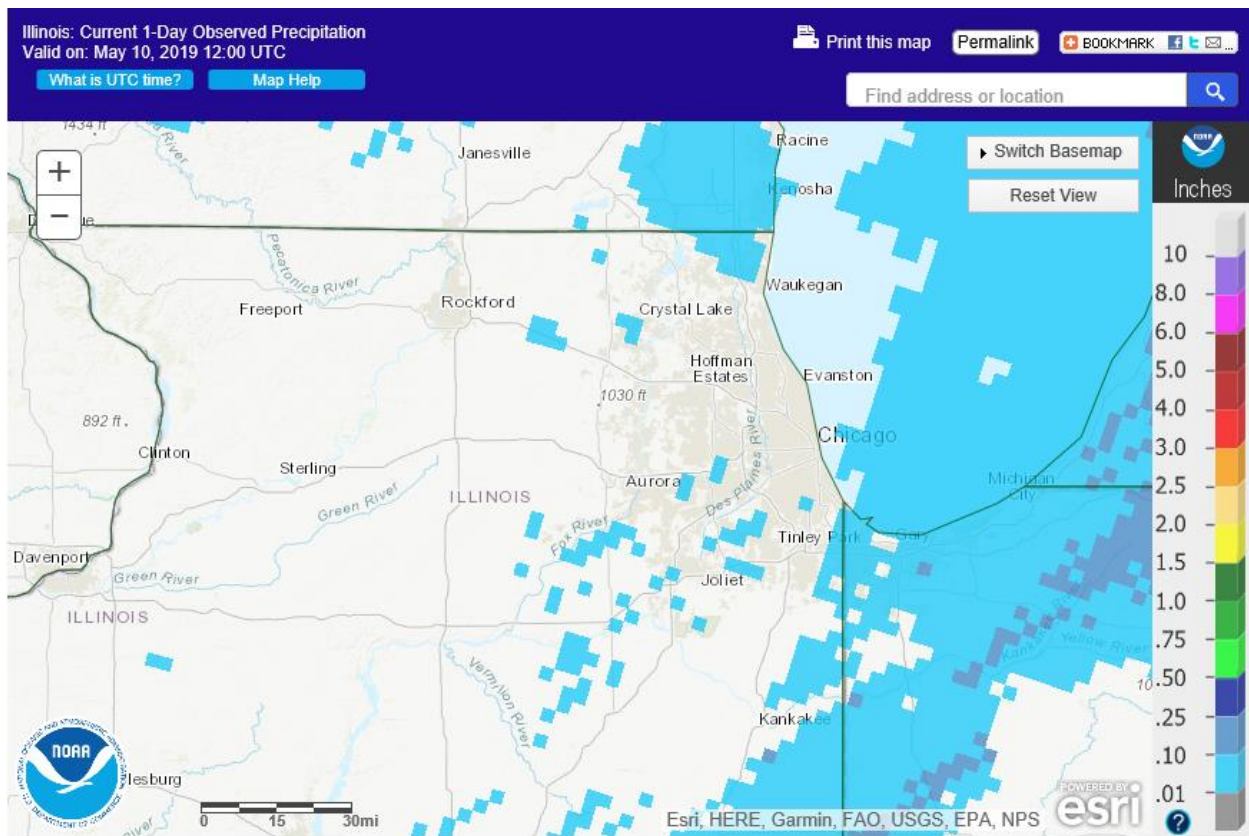 Illinois: Current 1-Day Observed Precipitation
Valid on: May 10, 2019 12:00 UTC
What is UTC time?
Map Help
Print this map
Permalink
BOOKMARK
Find address or location
1434 ft
Janesville
Racine
Switch Basemap
Inches
+
−
Kenosha
Reset View
Pecatonica River
Freeport
Rockford
Crystal Lake
Waukegan
Hoffman
Estates
Evanston
1030 ft
892 ft
Clinton
Sterling
ILLINOIS
Aurora
Des Plaines River
Chicago
Michigan
City
Green River
Fox River
Tinley Park
Gary
Davenport
Green River
Joliet
ILLINOIS
Kankakee
Yellow River
Vermilion River
Kankakee
10
8.0
6.0
5.0
4.0
3.0
2.5
2.0
1.5
1.0
.75
.50
.25
.10
.01
NOAA
lesburg
0 15 30mi
Esri, HERE, Garmin, FAO, USGS, EPA, NPS
POWERED BY
esri
?